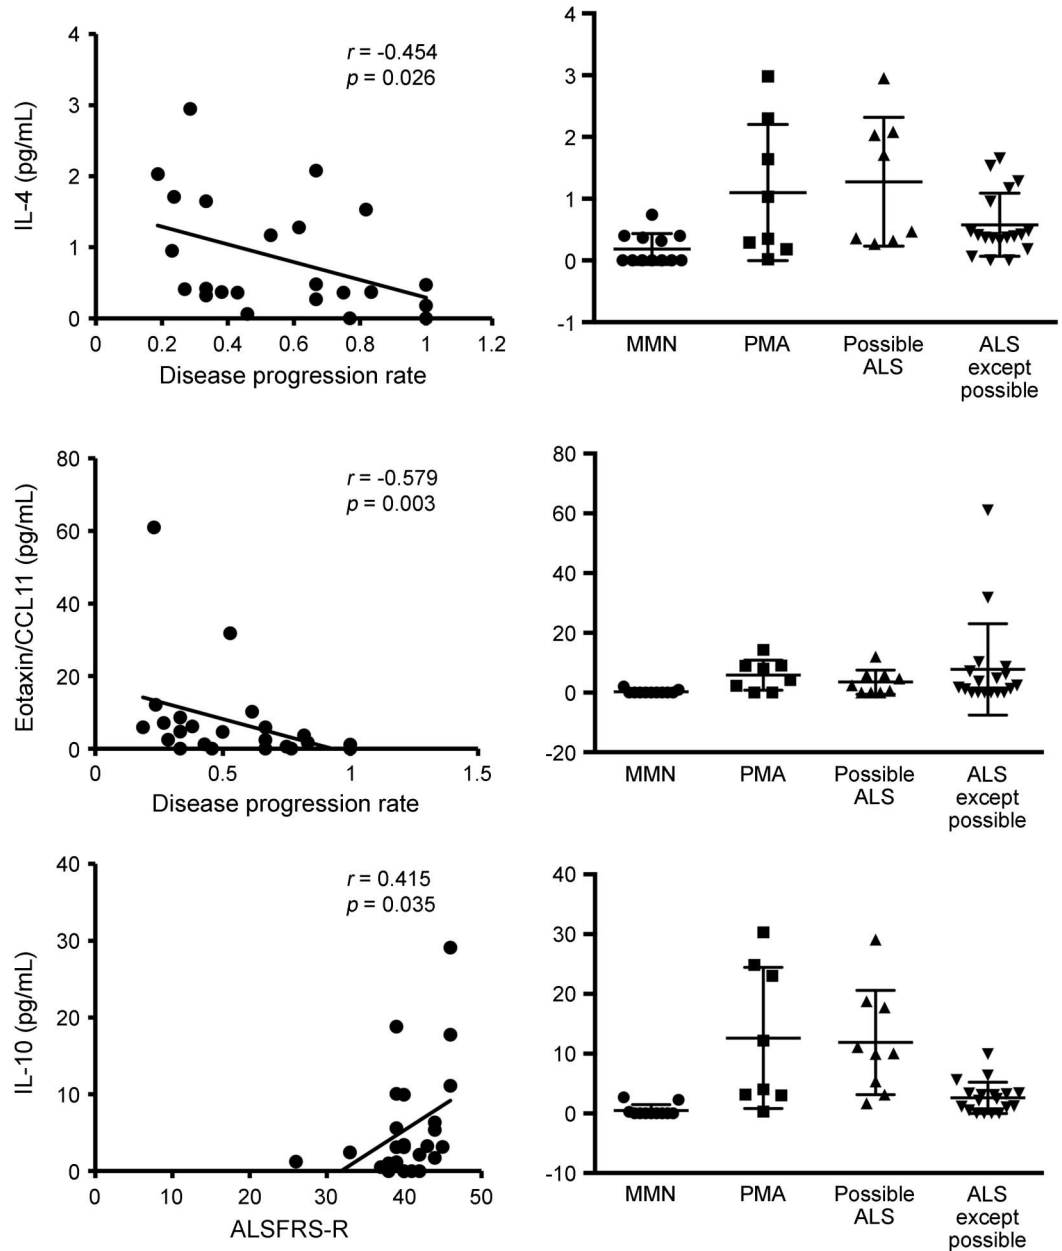 IL-4 (pg/mL)
4
3
2
1
0
r = -0.454
p = 0.026
0 0.2 0.4 0.6 0.8 1 1.2
Disease progression rate
4
3
2
1
0
-1
MMN PMA Possible ALS
ALS except possible
Eotaxin/CCL11 (pg/mL)
80
60
40
20
0
r = -0.579
p = 0.003
0 0.5 1 1.5
Disease progression rate
80
60
40
20
0
-20
MMN PMA Possible ALS
ALS except possible
IL-10 (pg/mL)
40
30
20
10
0
r = 0.415
p = 0.035
0 10 20 30 40 50
ALSFRS-R
40
30
20
10
0
-10
MMN PMA Possible ALS
ALS except possible